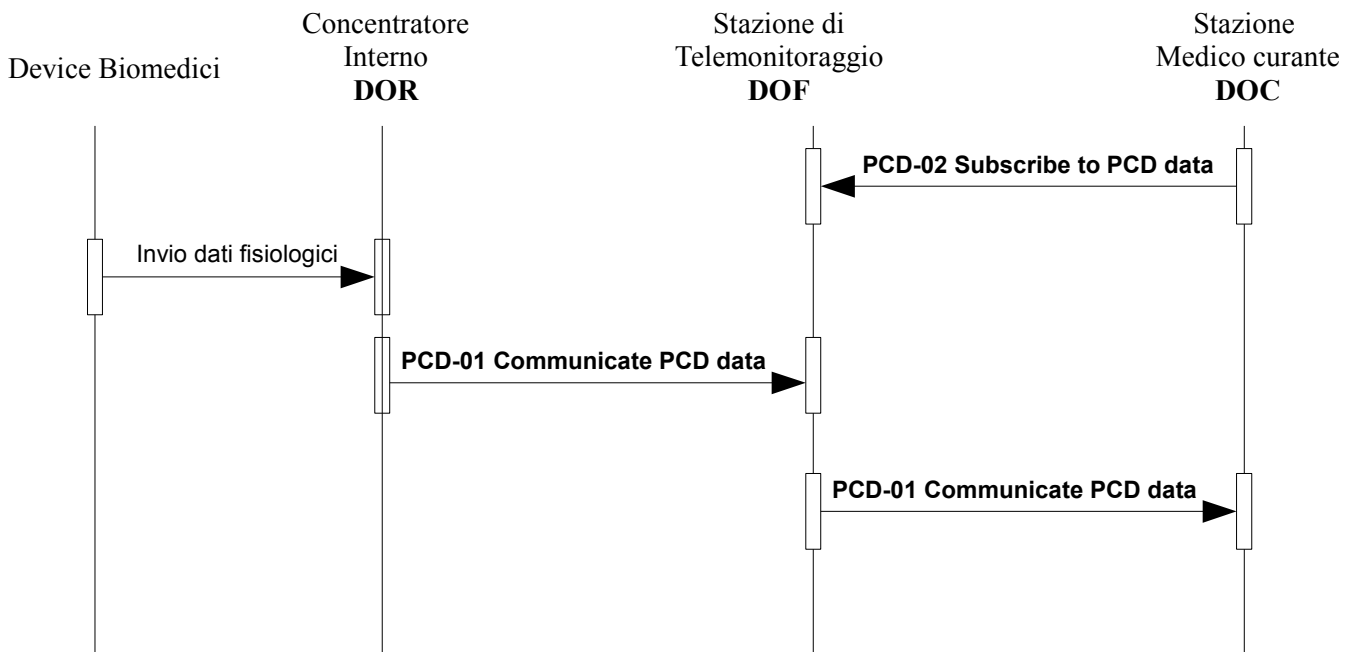 Device Biomedici
Concentratore
Interno
DOR
Stazione di
Telemonitoraggio
DOF
Stazione
Medico curante
DOC
PCD-02 Subscribe to PCD data
Invio dati fisiologici
PCD-01 Communicate PCD data
PCD-01 Communicate PCD data